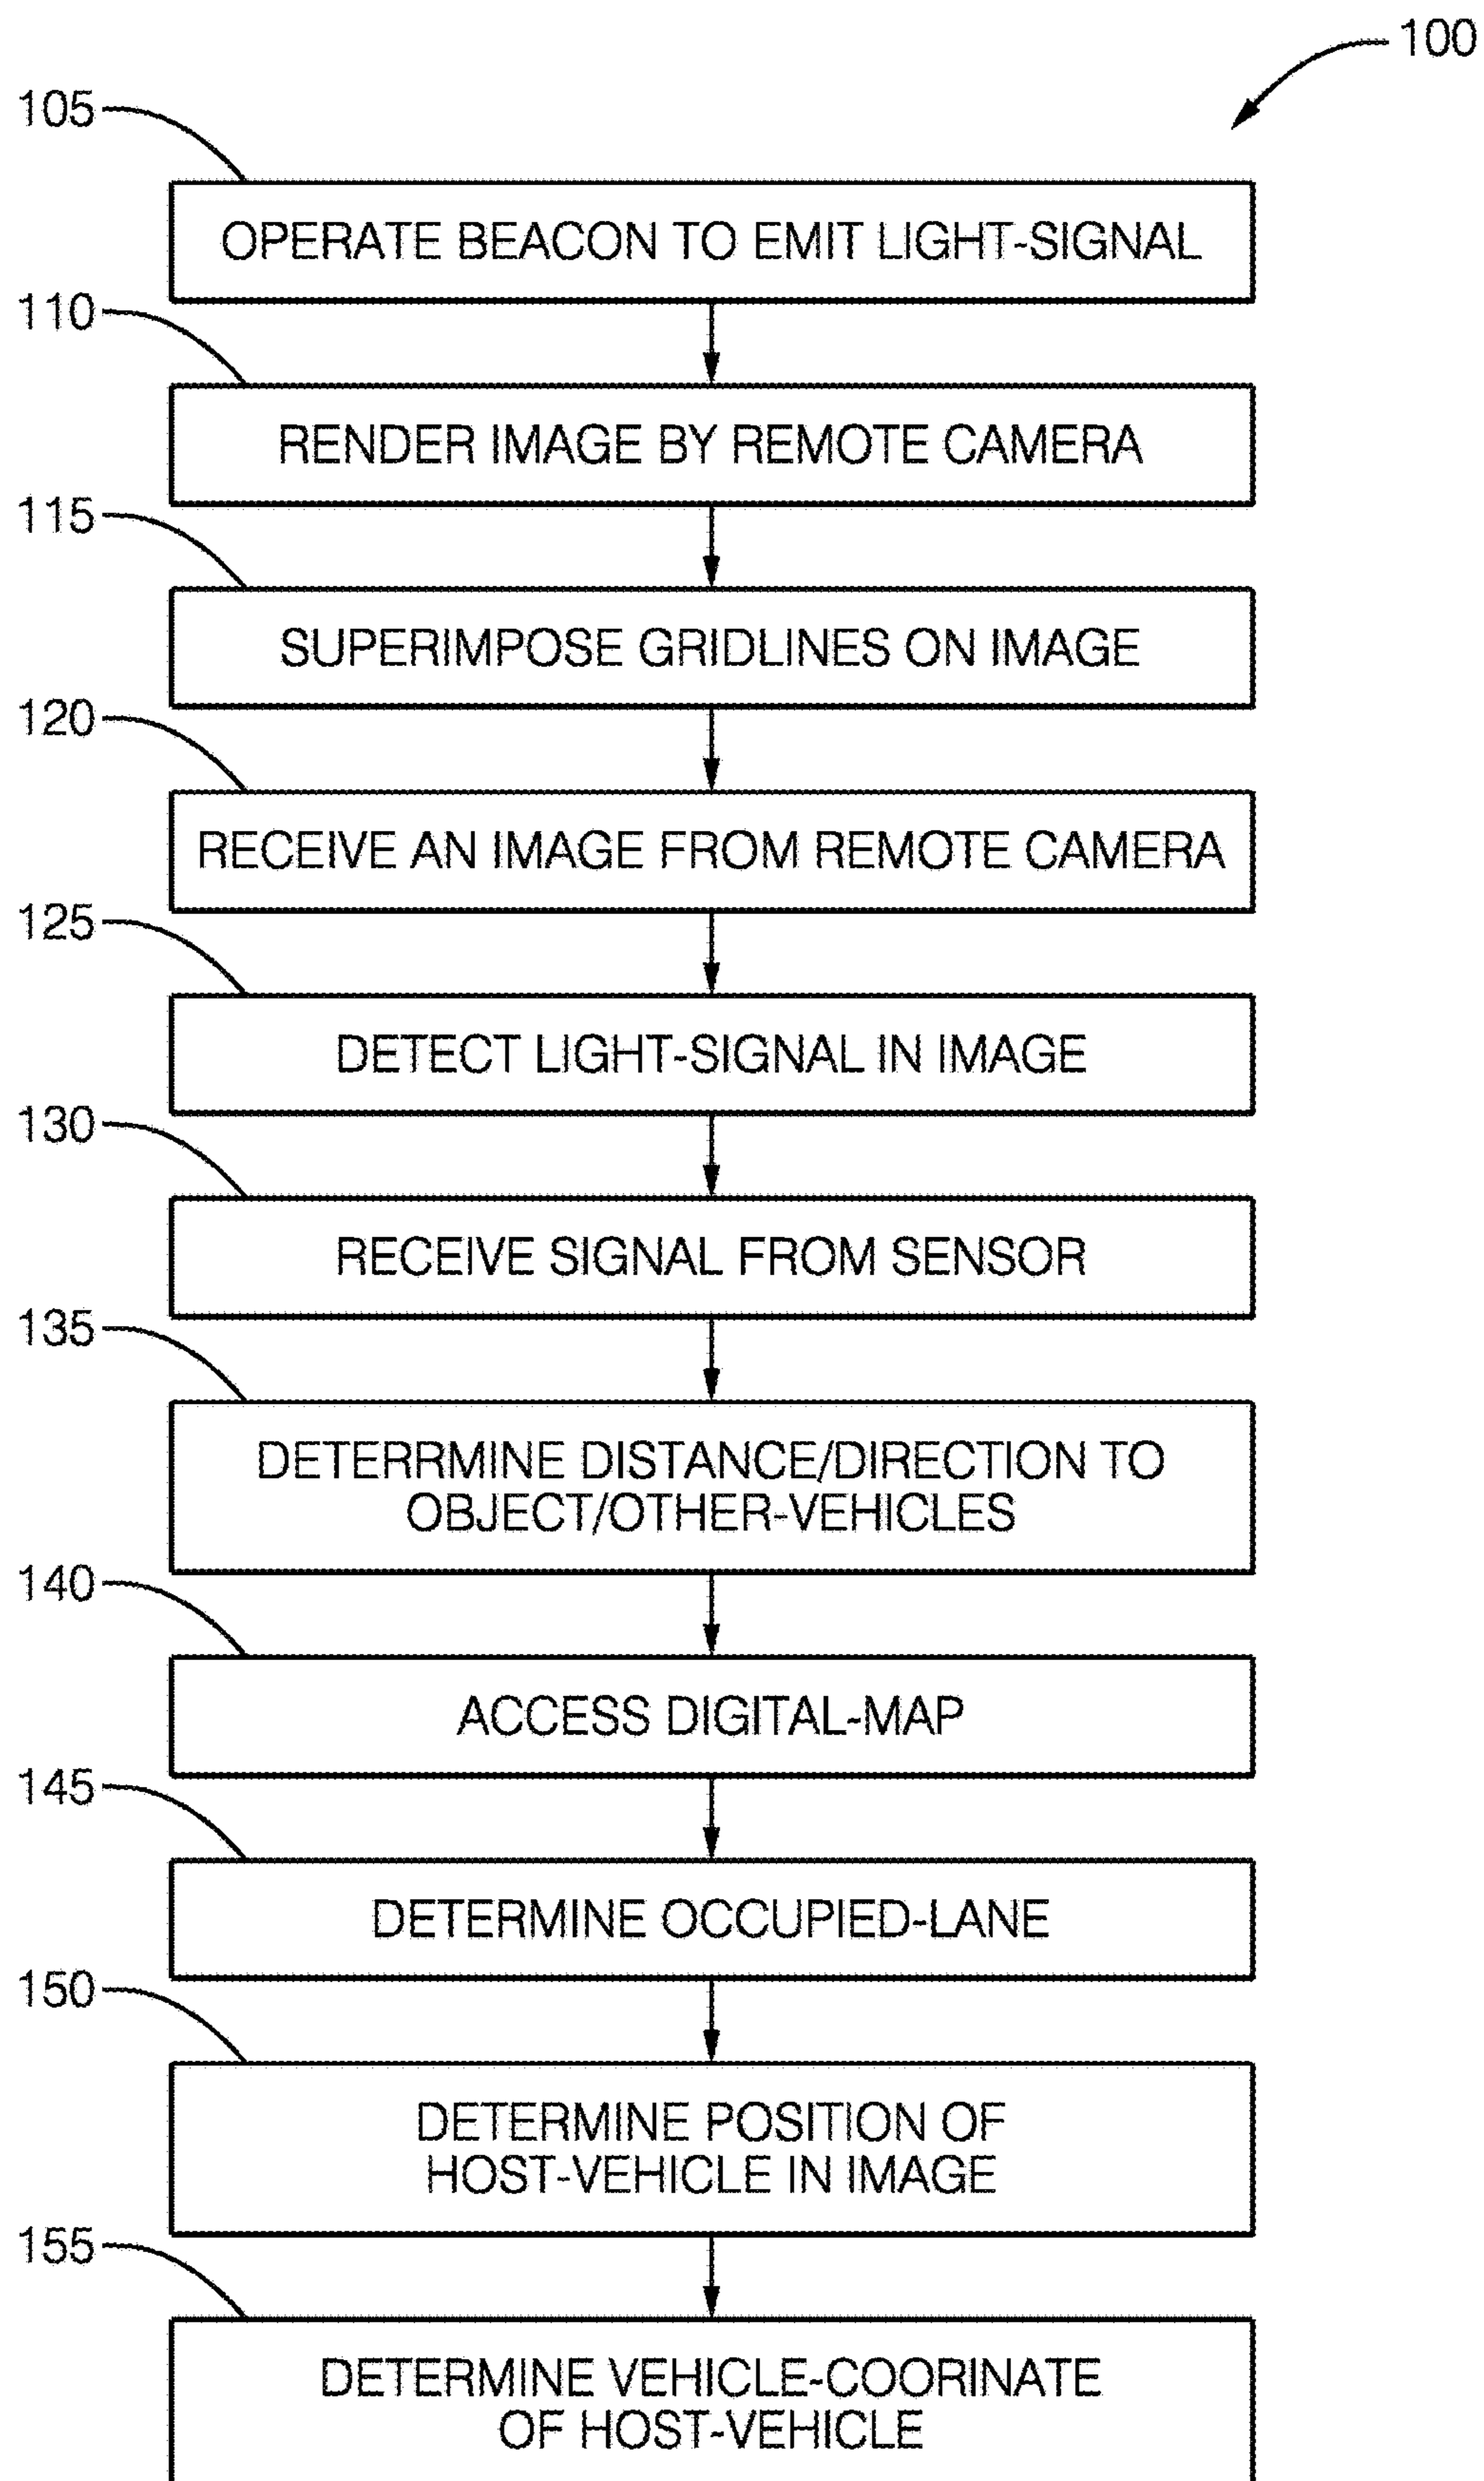 100
105
OPERATE BEACON TO EMIT LIGHT-SIGNAL
110
RENDER IMAGE BY REMOTE CAMERA
115
SUPERIMPOSE GRIDLINES ON IMAGE
120
RECEIVE AN IMAGE FROM REMOTE CAMERA
125
DETECT LIGHT-SIGNAL IN IMAGE
130
RECEIVE SIGNAL FROM SENSOR
135
DETERRMINE DISTANCE/DIRECTION TO
OBJECT/OTHER-VEHICLES
140
ACCESS DIGITAL-MAP
145
DETERMINE OCCUPIED-LANE
150
DETERMINE POSITION OF
HOST-VEHICLE IN IMAGE
155
DETERMINE VEHICLE-COORINATE
OF HOST-VEHICLE